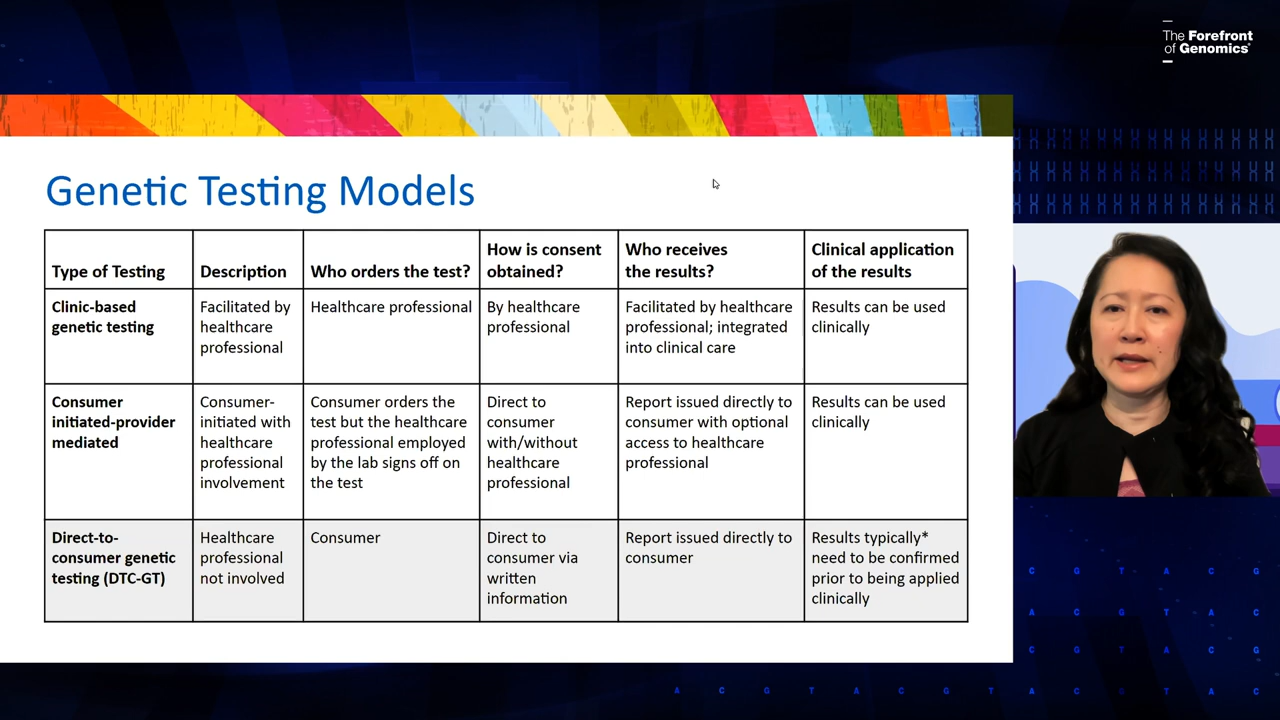 The Forefront
of Genomics®
Genetic Testing Models
Type of Testing
Description
Who orders the test?
How is consent
obtained?
Who receives
the results?
Clinical application
of the results
Clinic-based
genetic testing
Facilitated by
healthcare
professional
Healthcare professional
By healthcare
professional
Facilitated by healthcare
professional; integrated
into clinical care
Results can be used
clinically
Consumer
initiated-provider
mediated
Consumer-
initiated with
healthcare
professional
involvement
Consumer orders the
test but the healthcare
professional employed
by the lab signs off on
the test
Direct to
consumer
with/without
healthcare
professional
Report issued directly to
consumer with optional
access to healthcare
professional
Results can be used
clinically
Direct-to-
consumer genetic
testing (DTC-GT)
Healthcare
professional
not involved
Consumer
Direct to
consumer via
written
information
Report issued directly to
consumer
Results typically*
need to be confirmed
prior to being applied
clinically
C G T A C G
A C G T A C
C G T A C G
A C G T A C G T A C G T A C